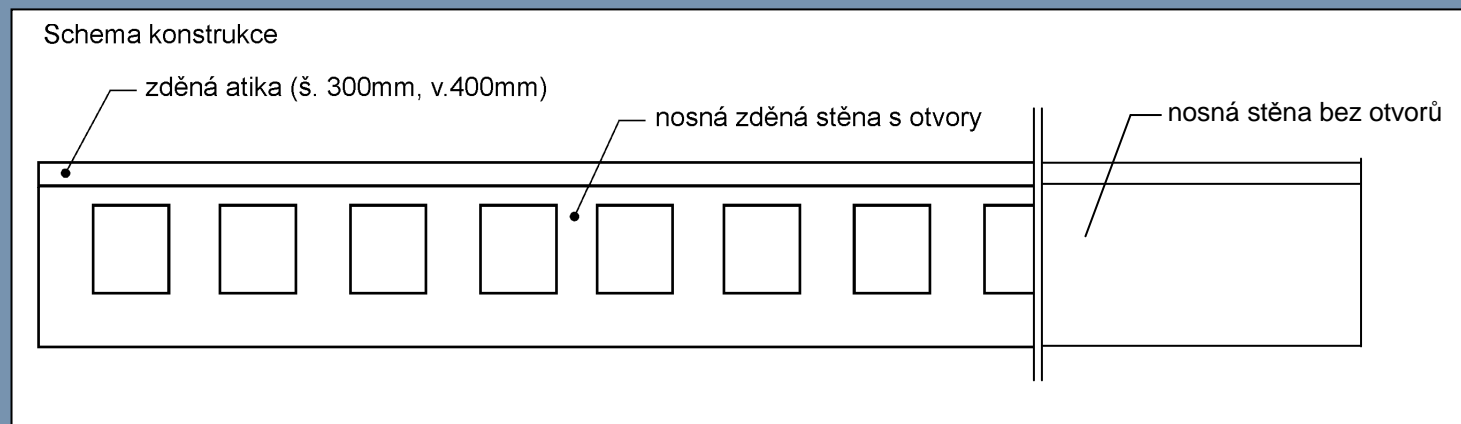 Schema konstrukce
zděná atika (š. 300mm, v.400mm)
nosná zděná stěna s otvory
nosná stěna bez otvorů